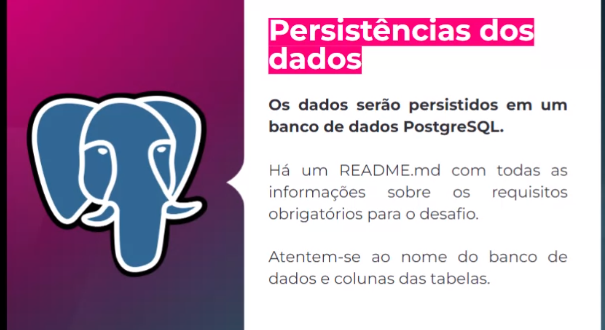 Persistências dos
dados
Os dados serão persistidos em um
banco de dados PostgreSQL.
Há um README.md com todas as
informações sobre os requisitos
obrigatórios para o desafio.
Atentem-se ao nome do banco de
dados e colunas das tabelas.